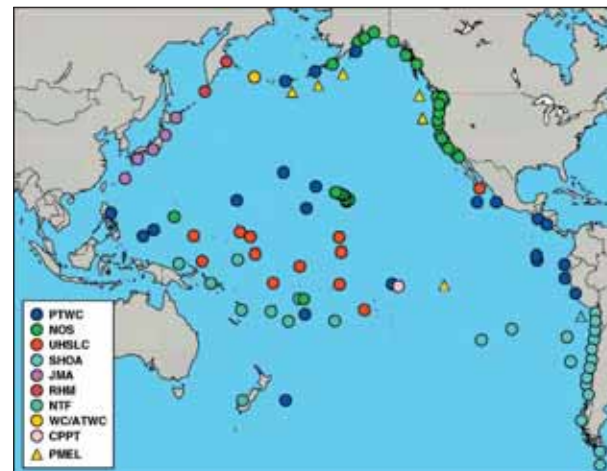 PTWC
NOS
UHSLC
SHOA
JMA
RHM
NTF
WC/ATWC
CPPT
PMEL